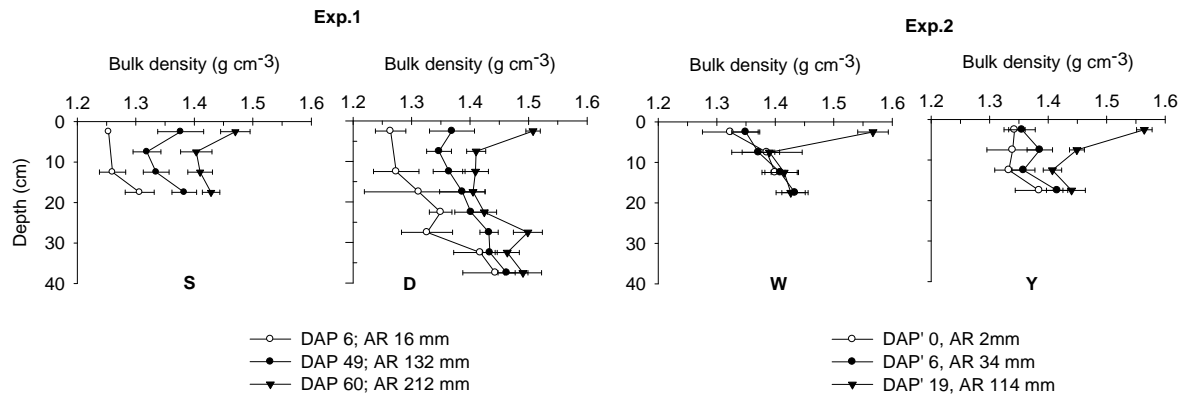 Exp.1
Exp.2
Bulk density (g cm-3)
Bulk density (g cm-3)
Bulk density (g cm-3)
Bulk density (g cm-3)
1.2 1.3 1.4 1.5 1.6
1.2 1.3 1.4 1.5 1.6
1.2 1.3 1.4 1.5 1.6
1.2 1.3 1.4 1.5 1.6
Depth (cm)
0
10
20
30
40
S
D
0
10
20
30
40
W
Y
DAP 6; AR 16 mm
DAP 49; AR 132 mm
DAP 60; AR 212 mm
DAP' 0, AR 2mm
DAP' 6, AR 34 mm
DAP' 19, AR 114 mm